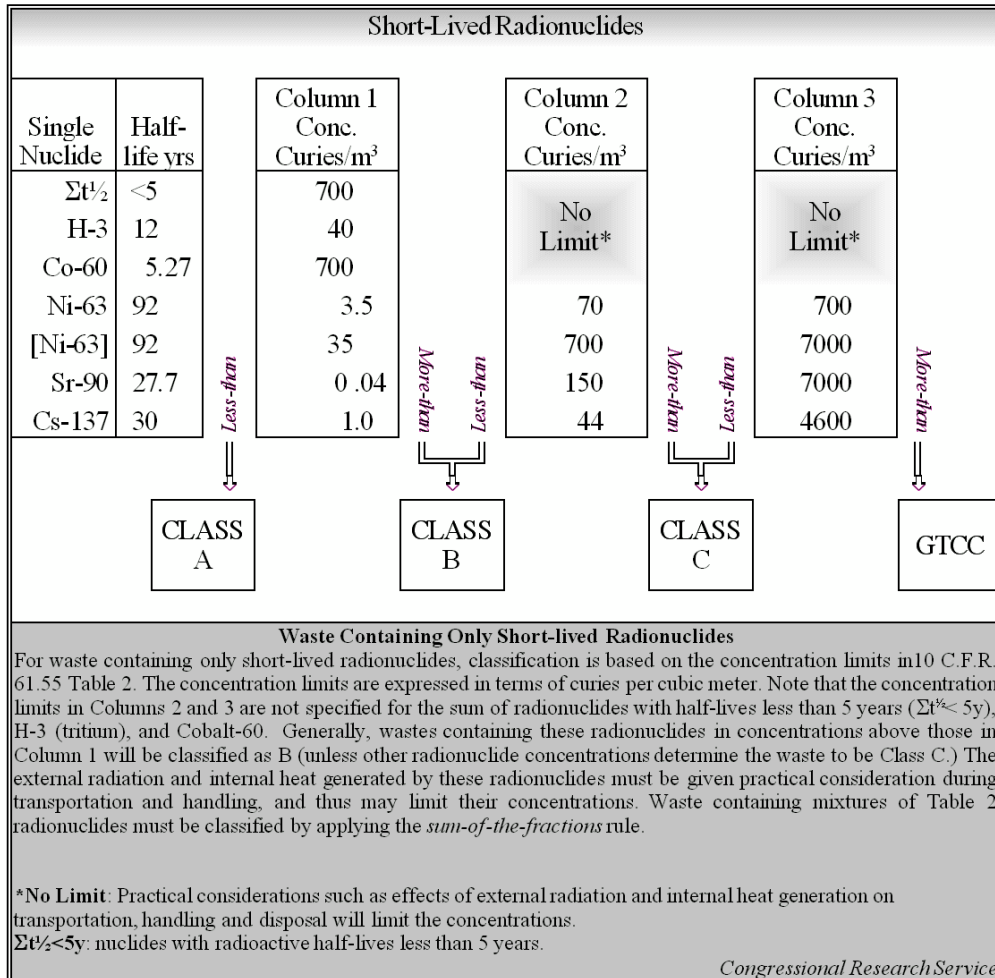 Short-Lived Radionuclides
Single Nuclide Half-life yrs Column 1 Conc. Curies/m³ Column 2 Conc. Curies/m³ Column 3 Conc. Curies/m³
Σt½ <5 700 No Limit* No Limit*
H-3 12 40
Co-60 5.27 700
Ni-63 92 3.5 70 700
[Ni-63] 92 35 700 7000
Sr-90 27.7 0 .04 150 7000
Cs-137 30 1.0 44 4600
Less-than More-than Less-than More-than Less-than More-than
CLASS A CLASS B CLASS C GTCC
Waste Containing Only Short-lived Radionuclides
For waste containing only short-lived radionuclides, classification is based on the concentration limits in10 C.F.R.
61.55 Table 2. The concentration limits are expressed in terms of curies per cubic meter. Note that the concentration
limits in Columns 2 and 3 are not specified for the sum of radionuclides with half-lives less than 5 years (Σt½< 5y),
H-3 (tritium), and Cobalt-60. Generally, wastes containing these radionuclides in concentrations above those in
Column 1 will be classified as B (unless other radionuclide concentrations determine the waste to be Class C.) The
external radiation and internal heat generated by these radionuclides must be given practical consideration during
transportation and handling, and thus may limit their concentrations. Waste containing mixtures of Table 2
radionuclides must be classified by applying the sum-of-the-fractions rule.
*No Limit: Practical considerations such as effects of external radiation and internal heat generation on
transportation, handling and disposal will limit the concentrations.
Σt½<5y: nuclides with radioactive half-lives less than 5 years.
Congressional Research Service